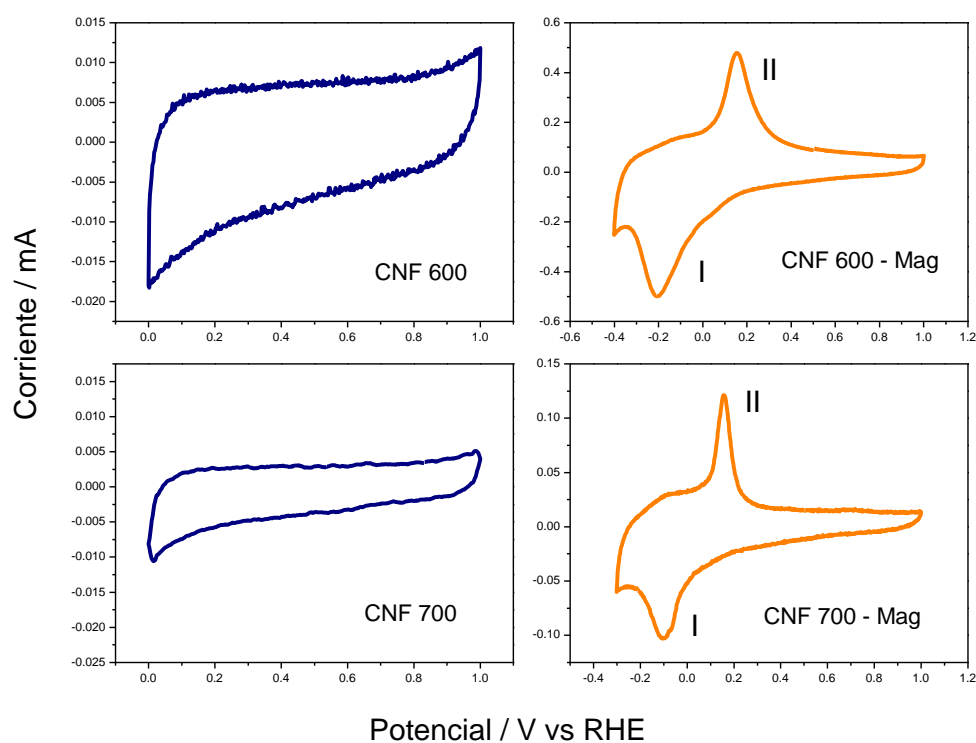 Corriente / mA
0.015
0.010
0.005
0.000
-0.005
-0.010
-0.015
-0.020
0.0 0.2 0.4 0.6 0.8 1.0
CNF 600
0.6
0.4
0.2
0.0
-0.2
-0.4
-0.6
-0.6 -0.4 -0.2 0.0 0.2 0.4 0.6 0.8 1.0 1.2
II
I
CNF 600 - Mag
0.015
0.010
0.005
0.000
-0.005
-0.010
-0.015
-0.020
-0.025
0.0 0.2 0.4 0.6 0.8 1.0
CNF 700
0.15
0.10
0.05
0.00
-0.05
-0.10
-0.4 -0.2 0.0 0.2 0.4 0.6 0.8 1.0 1.2
II
I
CNF 700 - Mag
Potencial / V vs RHE